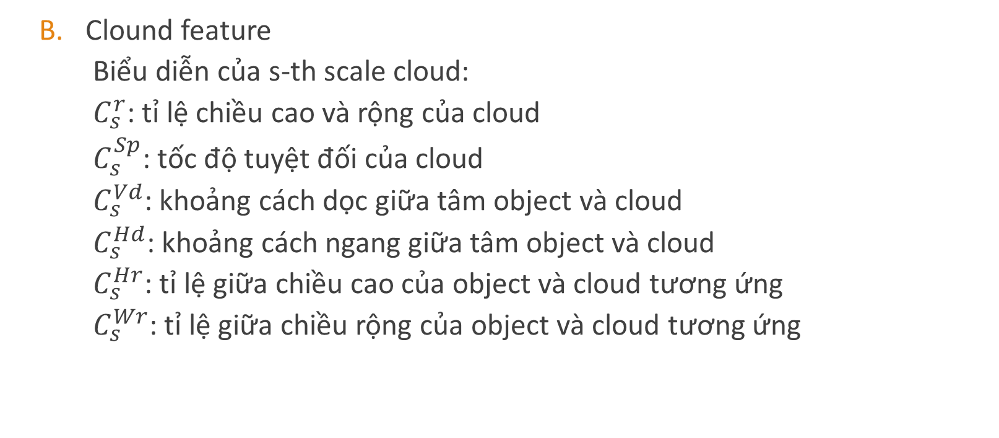 B. Clound feature
Biểu diễn của s-th scale cloud:
$C_s^r$: tỉ lệ chiều cao và rộng của cloud
$C_s^{Sp}$: tốc độ tuyệt đối của cloud
$C_s^{Vd}$: khoảng cách dọc giữa tâm object và cloud
$C_s^{Hd}$: khoảng cách ngang giữa tâm object và cloud
$C_s^{Hr}$: tỉ lệ giữa chiều cao của object và cloud tương ứng
$C_s^{Wr}$: tỉ lệ giữa chiều rộng của object và cloud tương ứng